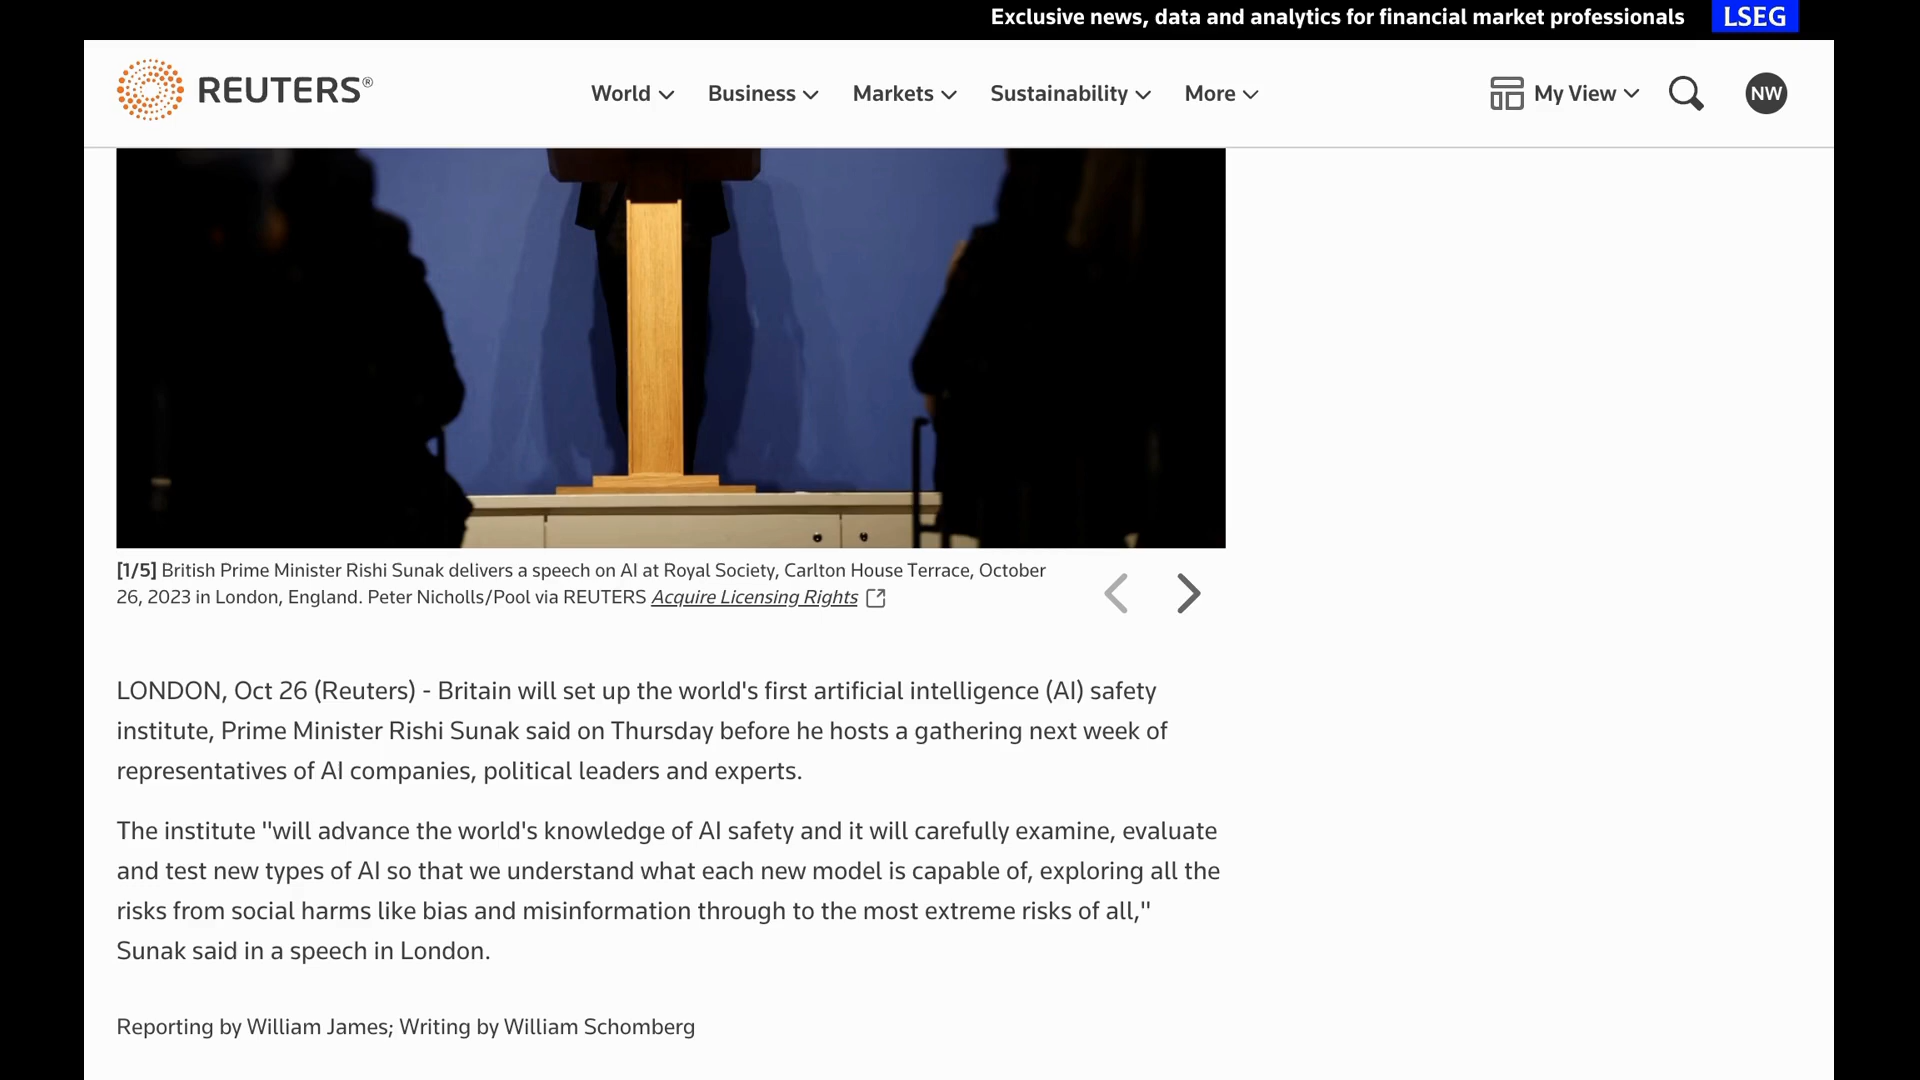 Exclusive news, data and analytics for financial market professionals LSEG
REUTERS®
World Business Markets Sustainability More My View NW
[1/5] British Prime Minister Rishi Sunak delivers a speech on AI at Royal Society, Carlton House Terrace, October
26, 2023 in London, England. Peter Nicholls/Pool via REUTERS Acquire Licensing Rights
LONDON, Oct 26 (Reuters) - Britain will set up the world's first artificial intelligence (AI) safety
institute, Prime Minister Rishi Sunak said on Thursday before he hosts a gathering next week of
representatives of AI companies, political leaders and experts.
The institute "will advance the world's knowledge of AI safety and it will carefully examine, evaluate
and test new types of AI so that we understand what each new model is capable of, exploring all the
risks from social harms like bias and misinformation through to the most extreme risks of all,"
Sunak said in a speech in London.
Reporting by William James; Writing by William Schomberg